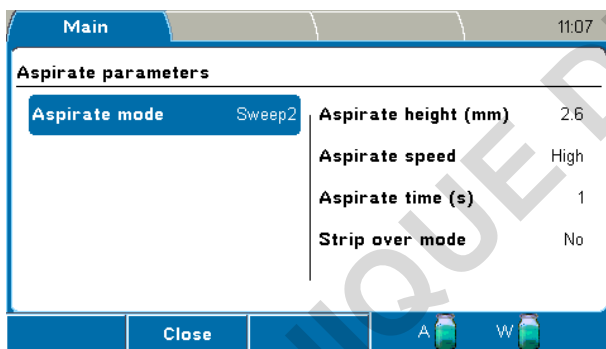 Main 11:07
Aspirate parameters
Aspirate mode Sweep2 Aspirate height (mm) 2.6
Aspirate speed High
Aspirate time (s) 1
Strip over mode No
Close A W
IQUE D